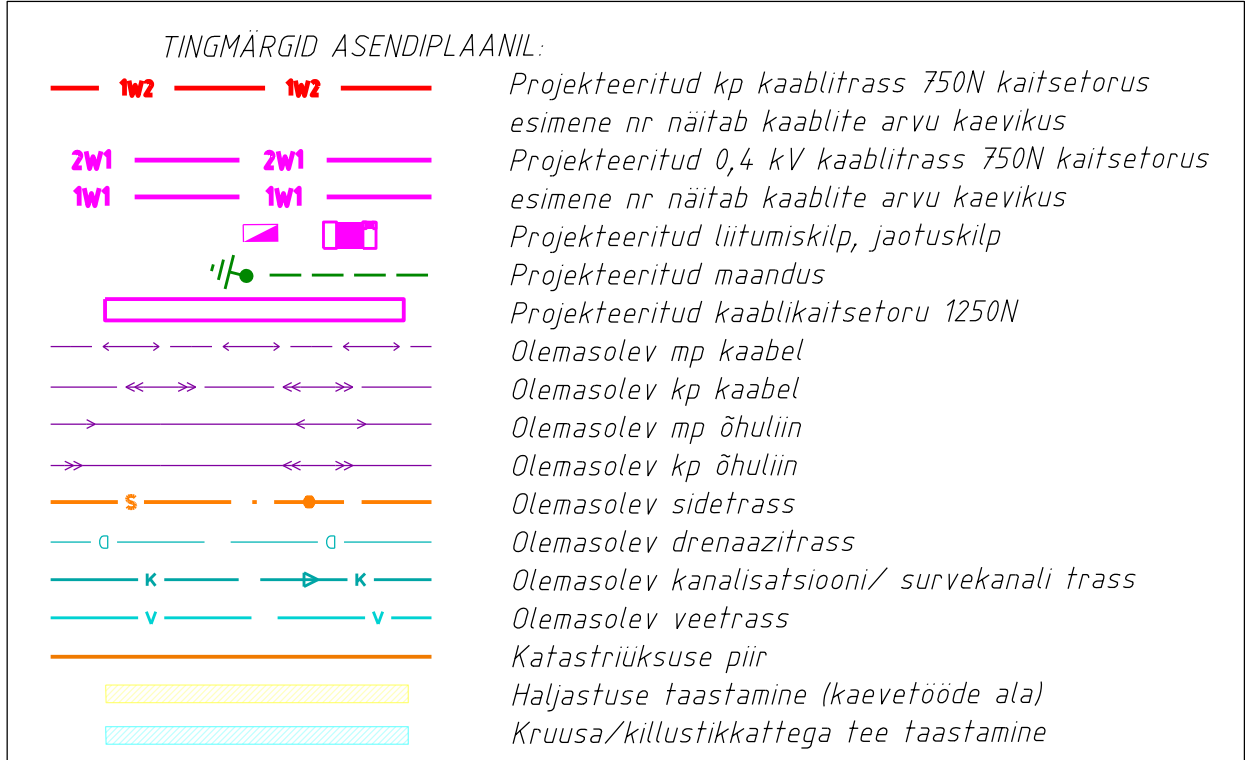 TINGMÄRGID ASENDIPLAANIL:
1W2 1W2 Projekteeritud kp kaablitrass 750N kaitsetorus
esimene nr näitab kaablite arvu kaevikus
2W1 2W1 Projekteeritud 0,4 kV kaablitrass 750N kaitsetorus
1W1 1W1 esimene nr näitab kaablite arvu kaevikus
Projekteeritud liitumiskilp, jaotuskilp
Projekteeritud maandus
Projekteeritud kaablikaitsetoru 1250N
Olemasolev mp kaabel
Olemasolev kp kaabel
Olemasolev mp õhuliin
Olemasolev kp õhuliin
S Olemasolev sidetrass
D D Olemasolev drenaazitrass
K K Olemasolev kanalisatsiooni/ survekanali trass
V V Olemasolev veetrass
Katastriüksuse piir
Haljastuse taastamine (kaevetööde ala)
Kruusa/killustikkattega tee taastamine